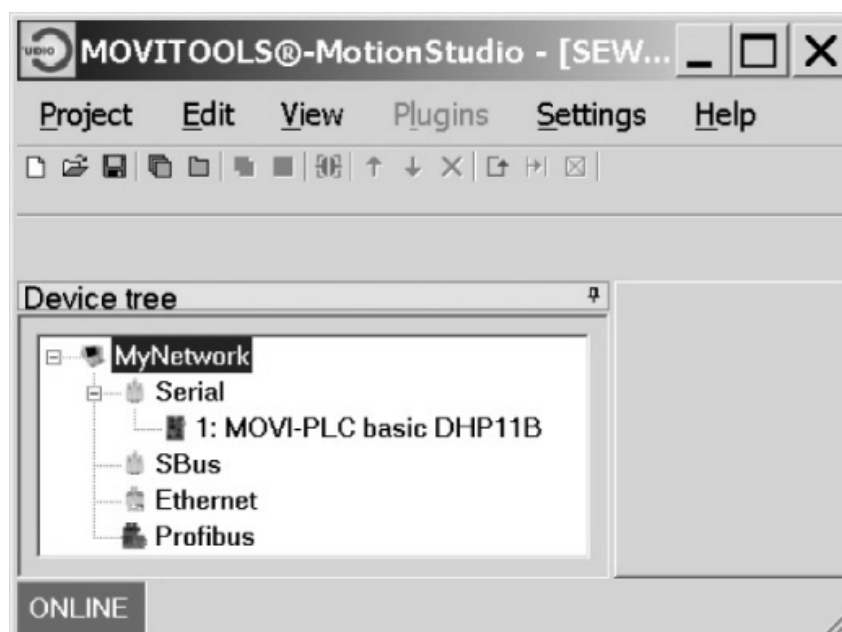 MOVITOOLS®-MotionStudio - [SEW...
Project Edit View Plugins Settings Help
Device tree
MyNetwork
Serial
1: MOVI-PLC basic DHP11B
SBus
Ethernet
Profibus
ONLINE